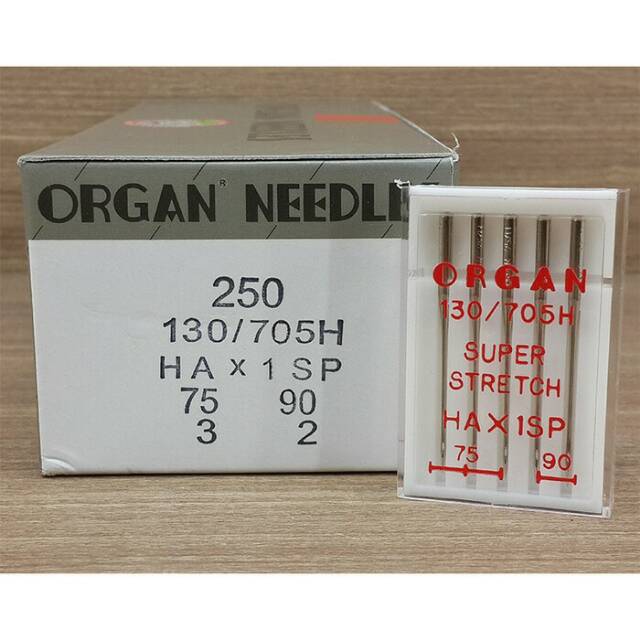 ORGAN® NEEDLE
250
130/705H
HA x 1SP
75 90
3 2
ORGAN
130/705H
SUPER
STRETCH
HA X 1SP
75 90